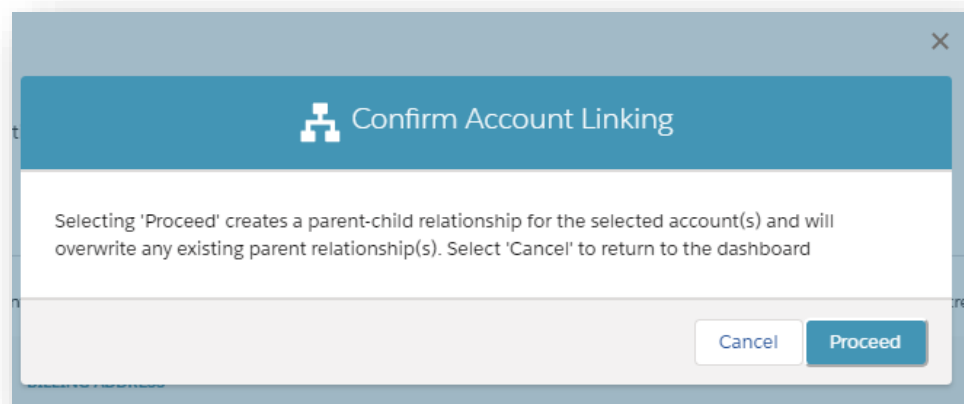 Confirm Account Linking
Selecting 'Proceed' creates a parent-child relationship for the selected account(s) and will
overwrite any existing parent relationship(s). Select 'Cancel' to return to the dashboard
Cancel
Proceed